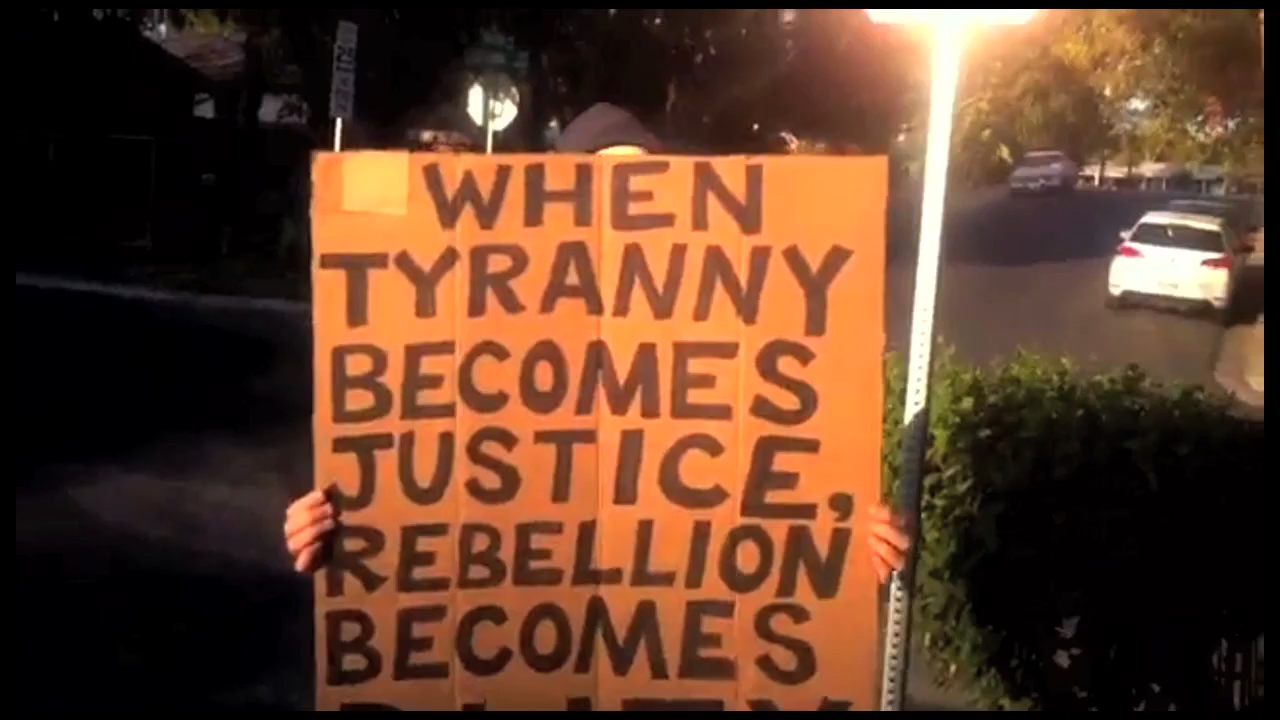 WHEN
TYRANNY
BECOMES
JUSTICE,
REBELLION
BECOMES